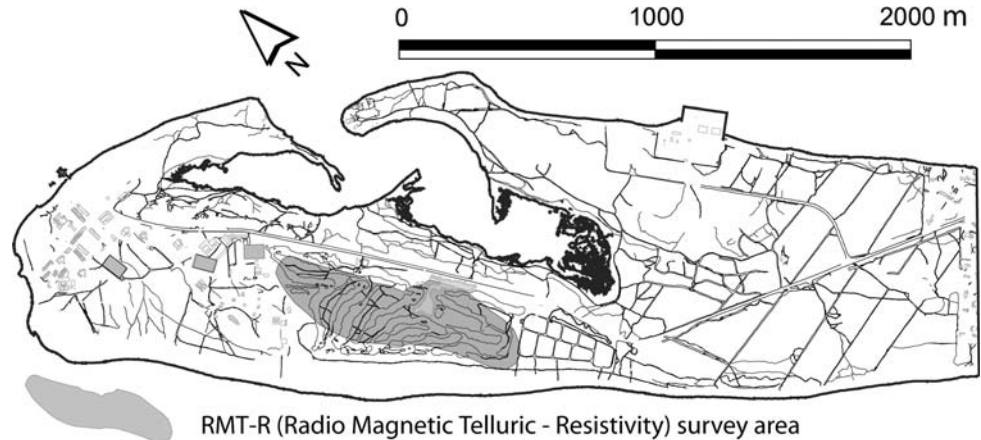 0 1000 2000 m
N
RMT-R (Radio Magnetic Telluric - Resistivity) survey area